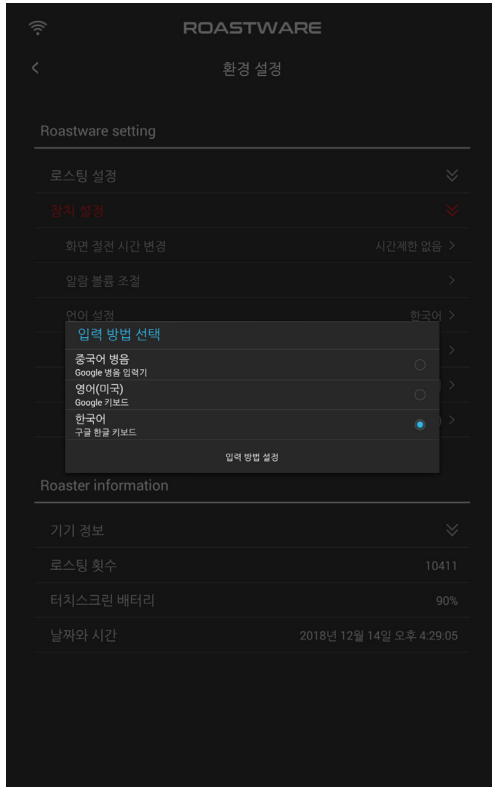 ROASTWARE
환경 설정
Roastware setting
로스팅 설정
장치 설정
화면 절전 시간 변경 시간제한 없음
알람 볼륨 조절
언어 설정 한국어
입력 방법 선택
중국어 병음
Google 병음 입력기
영어(미국)
Google 키보드
한국어
구글 한글 키보드
입력 방법 설정
Roaster information
기기 정보
로스팅 횟수 10411
터치스크린 배터리 90%
날짜와 시간 2018년 12월 14일 오후 4:29:05